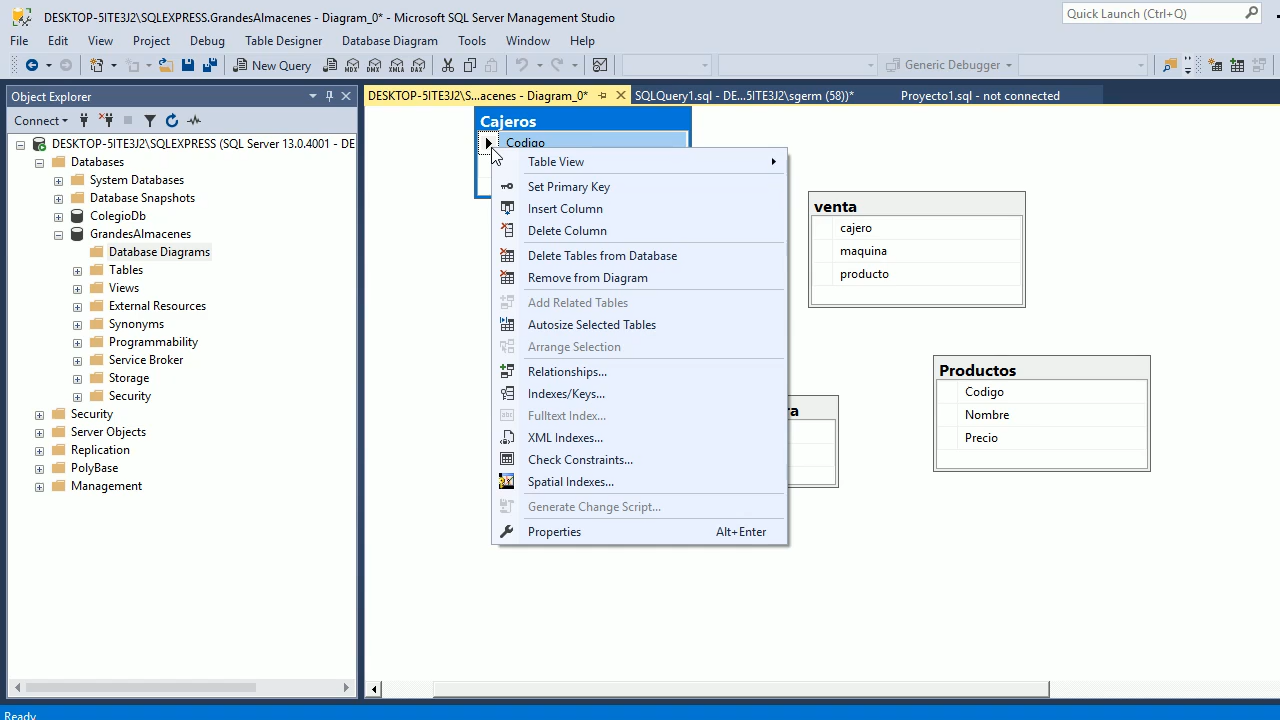 DESKTOP-5ITE3J2\SQLEXPRESS.GrandesAlmacenes - Diagram_0* - Microsoft SQL Server Management Studio
Quick Launch (Ctrl+Q)
File Edit View Project Debug Table Designer Database Diagram Tools Window Help
New Query MDX DMX XMLA DAX Generic Debugger
Object Explorer
DESKTOP-5ITE3J2\S...acenes - Diagram_0* SQLQuery1.sql - DE...5ITE3J2\sgerm (58))* Proyecto1.sql - not connected
Connect
DESKTOP-5ITE3J2\SQLEXPRESS (SQL Server 13.0.4001 - DE
Databases
System Databases
Database Snapshots
ColegioDb
GrandesAlmacenes
Database Diagrams
Tables
Views
External Resources
Synonyms
Programmability
Service Broker
Storage
Security
Security
Server Objects
Replication
PolyBase
Management
Cajeros
Codigo
Table View
Set Primary Key
Insert Column
Delete Column
Delete Tables from Database
Remove from Diagram
Add Related Tables
Autosize Selected Tables
Arrange Selection
Relationships...
Indexes/Keys...
Fulltext Index...
XML Indexes...
Check Constraints...
Spatial Indexes...
Generate Change Script...
Properties Alt+Enter
venta
cajero
maquina
producto
ra
Productos
Codigo
Nombre
Precio
Ready